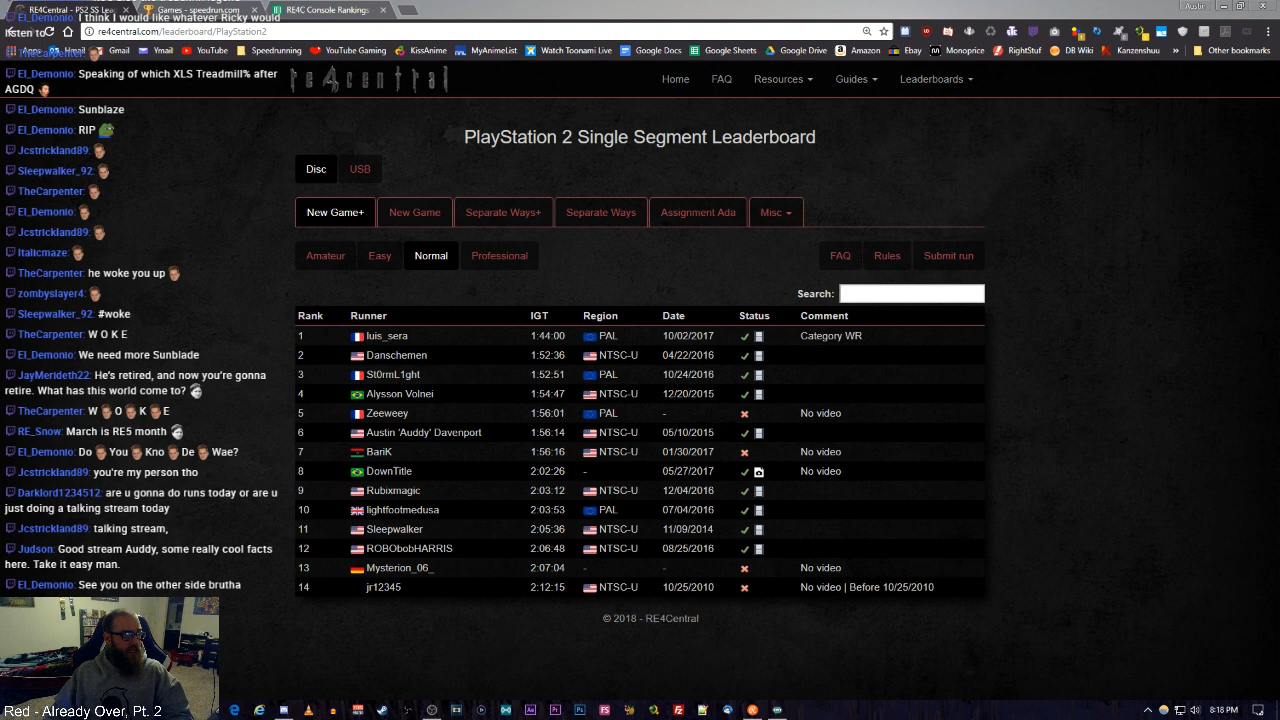 RE4Central - PS2 SS Lea
Games - speedrun.com
RE4C Console Rankings -
Austin
El_Demonio: I think I would like whatever Ricky would listen to
re4central.com/leaderboard/PlayStation2
Apps
Gmail
Gmail
Ymail
YouTube
Speedrunning
YouTube Gaming
KissAnime
MyAnimeList
Watch Toonami Live
Google Docs
Google Sheets
Google Drive
Amazon
Ebay
Monoprice
RightStuf
DB Wiki
Kanzenshuu
»
Other bookmarks
TheCarpenter:
El_Demonio: Speaking of which XLS Treadmill% after
AGDQ
El_Demonio: Sunblaze
El_Demonio: RIP
Jcstrickland89:
Sleepwalker_92:
TheCarpenter:
El_Demonio:
Jcstrickland89:
Italicmaze:
TheCarpenter: he woke you up
zombyslayer4:
Sleepwalker_92: #woke
TheCarpenter: W O K E
El_Demonio: We need more Sunblade
JayMerideth22: He's retired, and now you're gonna
retire. What has this world come to?
TheCarpenter: W O K E
RE_Snow: March is RE5 month
El_Demonio: Do You Kno De Wae?
Jcstrickland89: you're my person tho
Darklord1234512: are u gonna do runs today or are u
just doing a talking stream today
Jcstrickland89: talking stream,
Judson: Good stream Auddy, some really cool facts
here. Take it easy man.
El_Demonio: See you on the other side brutha
re4central
Home FAQ Resources Guides Leaderboards
PlayStation 2 Single Segment Leaderboard
Disc USB
New Game+ New Game Separate Ways+ Separate Ways Assignment Ada Misc
Amateur Easy Normal Professional FAQ Rules Submit run
Search:
Rank Runner IGT Region Date Status Comment
1 luis_sera 1:44:00 PAL 10/02/2017 Category WR
2 Danschemen 1:52:36 NTSC-U 04/22/2016
3 St0rmL1ght 1:52:51 PAL 10/24/2016
4 Alysson Volnei 1:54:47 NTSC-U 12/20/2015
5 Zeeweey 1:56:01 PAL - No video
6 Austin 'Auddy' Davenport 1:56:14 NTSC-U 05/10/2015
7 BariK 1:56:16 NTSC-U 01/30/2017 No video
8 DownTitle 2:02:26 - 05/27/2017 No video
9 Rubixmagic 2:03:12 NTSC-U 12/04/2016
10 lightfootmedusa 2:03:53 PAL 07/04/2016
11 Sleepwalker 2:05:36 NTSC-U 11/09/2014
12 ROBObobHARRIS 2:06:48 NTSC-U 08/25/2016
13 Mysterion_06_ 2:07:04 - - No video
14 jr12345 2:12:15 NTSC-U 10/25/2010 No video | Before 10/25/2010
© 2018 - RE4Central
Red - Already Over, Pt. 2
8:18 PM